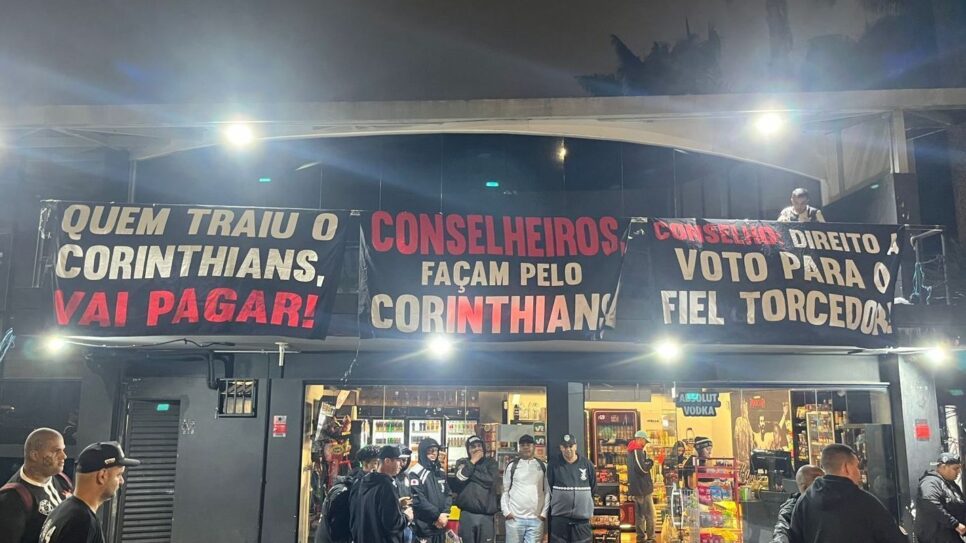 QUEM TRAIU O
CORINTHIANS,
VAI PAGAR!
CONSELHEIROS,
FAÇAM PELO
CORINTHIANS
CONSELHO, DIREITO A
VOTO PARA O
FIEL TORCEDOR!
ABSOLUT
VODKA